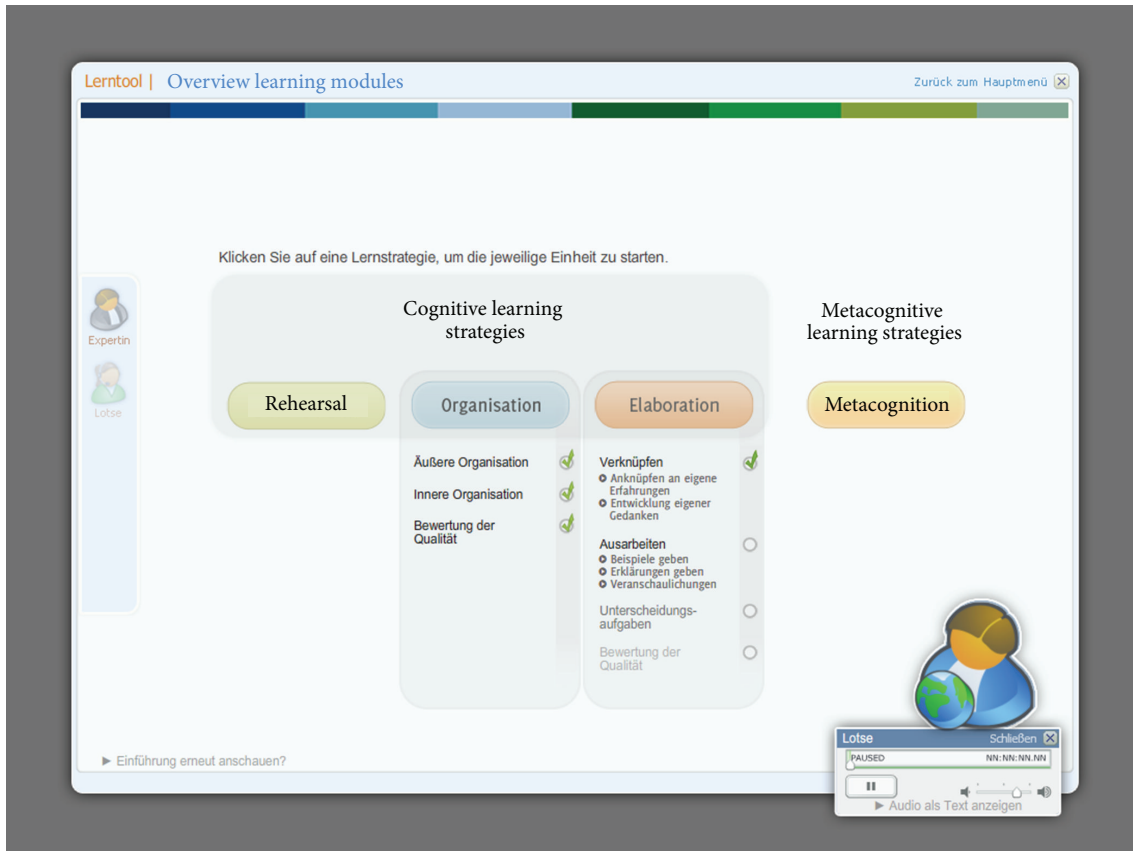 Lerntool | Overview learning modules
Zurück zum Hauptmenü
Klicken Sie auf eine Lernstrategie, um die jeweilige Einheit zu starten.
Cognitive learning
strategies
Metacognitive
learning strategies
Expertin
Lotse
Rehearsal
Organisation
Elaboration
Metacognition
Äußere Organisation
Innere Organisation
Bewertung der
Qualität
Verknüpfen
Anknüpfen an eigene
Erfahrungen
Entwicklung eigener
Gedanken
Ausarbeiten
Beispiele geben
Erklärungen geben
Veranschaulichungen
Unterscheidungs-
aufgaben
Bewertung der
Qualität
Einführung erneut anschauen?
Lotse Schließen
PAUSED NN:NN:NN.NN
Audio als Text anzeigen